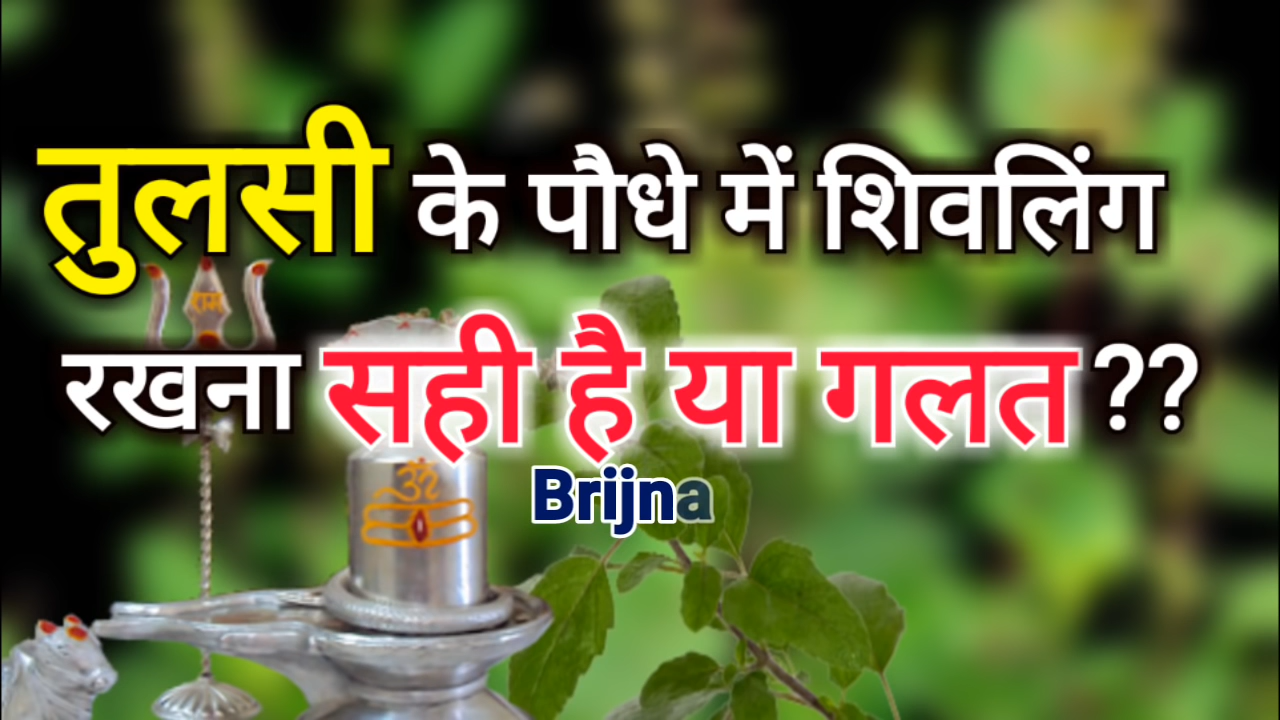 तुलसी के पौधे में शिवलिंग
राम
रखना सही है या गलत ??
Brijna
ॐ